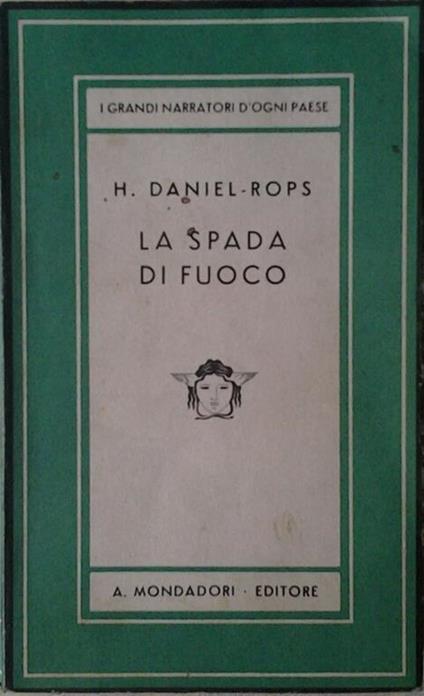 I GRANDI NARRATORI D'OGNI PAESE
H. DANIEL-ROPS
LA SPADA
DI FUOCO
A. MONDADORI · EDITORE